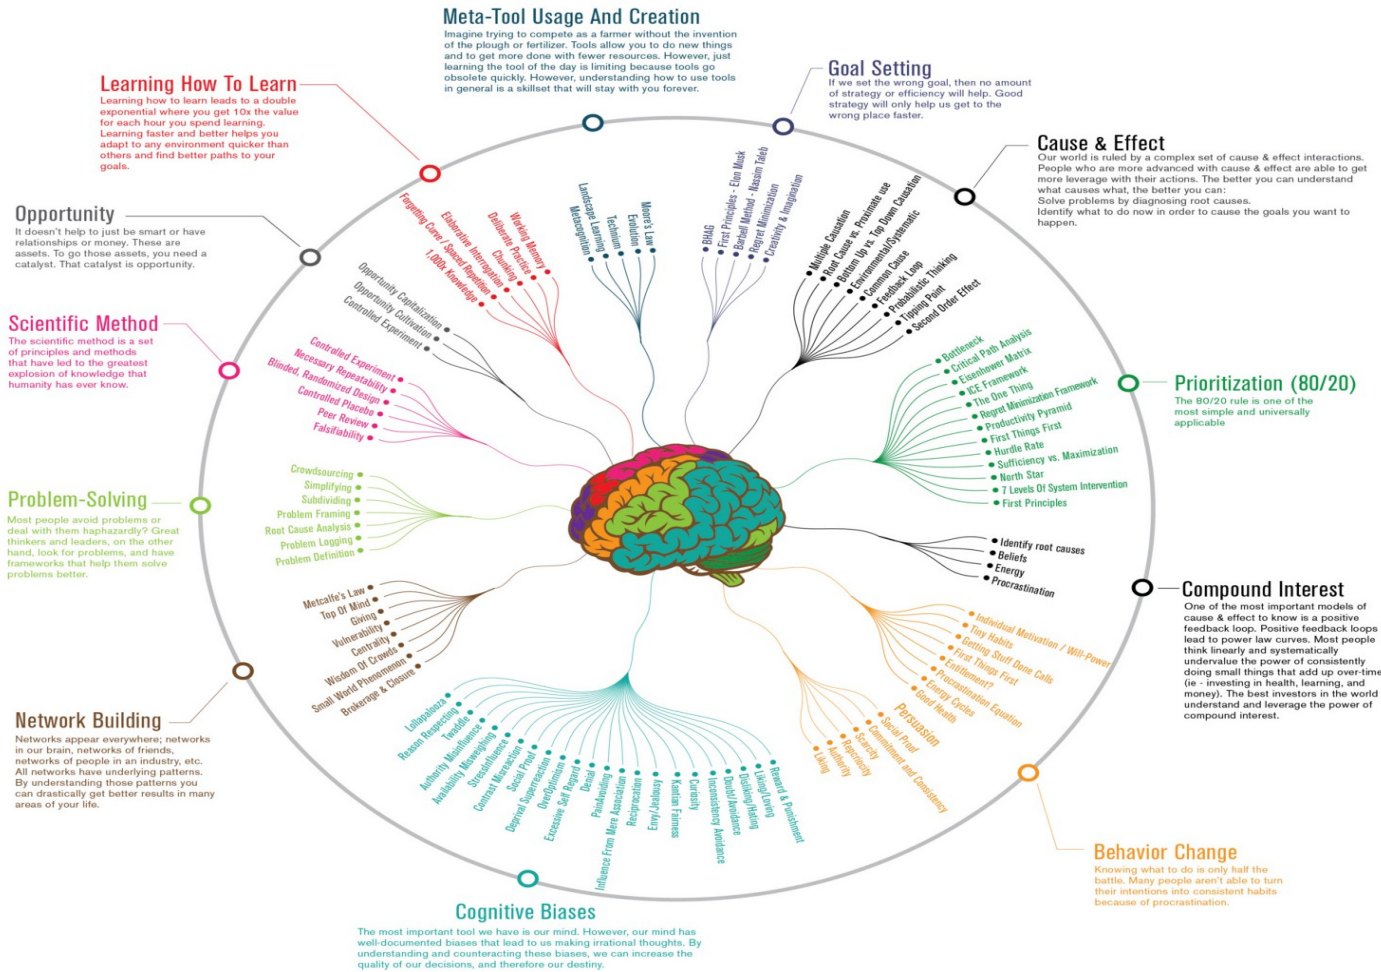 Meta-Tool Usage And Creation
Imagine trying to compete as a farmer without the invention
of the plough or fertilizer. Tools allow you to do new things
and to get more done with fewer resources. However, just
learning the tool of the day is limiting because tools go
obsolete quickly. However, understanding how to use tools
in general is a skillset that will stay with you forever.
Landscape Learning
Metacognition
Technium
Evolution
Moore's Law
Goal Setting
If we set the wrong goal, then no amount
of strategy or efficiency will help. Good
strategy will only help us get to the
wrong place faster.
BHAG
First Principles - Elon Musk
Barbell Method - Nassim Taleb
Regret Minimization
Creativity & Imagination
Cause & Effect
Our world is ruled by a complex set of cause & effect interactions.
People who are more advanced with cause & effect are able to get
more leverage with their actions. The better you can understand
what causes what, the better you can:
Solve problems by diagnosing root causes.
Identify what to do now in order to cause the goals you want to
happen.
Multiple Causation
Root Cause vs. Proximate use
Bottom Up vs. Top Down Causation
Environmental/Systematic
Common Cause
Feedback Loop
Probabilistic Thinking
Tipping Point
Second Order Effect
Prioritization (80/20)
The 80/20 rule is one of the
most simple and universally
applicable
Bottleneck
Critical Path Analysis
Eisenhower Matrix
ICE Framework
The One Thing
Regret Minimization Framework
Productivity Pyramid
First Things First
Hurdle Rate
Sufficiency vs. Maximization
North Star
7 Levels Of System Intervention
First Principles
Compound Interest
One of the most important models of
cause & effect to know is a positive
feedback loop. Positive feedback loops
lead to power law curves. Most people
think linearly and systematically
undervalue the power of consistently
doing small things that add up over-time
(ie - investing in health, learning, and
money). The best investors in the world
understand and leverage the power of
compound interest.
Identify root causes
Beliefs
Energy
Procrastination
Behavior Change
Knowing what to do is only half the
battle. Many people aren't able to turn
their intentions into consistent habits
because of procrastination.
Individual Motivation / Will-Power
Tiny Habits
Getting Stuff Done Calls
First Things First
Entitlement?
Procrastination Equation
Energy Cycles
Good Health
Persuasion
Social Proof
Commitment and Consistency
Scarcity
Reprocrocity
Authority
Liking
Cognitive Biases
The most important tool we have is our mind. However, our mind has
well-documented biases that lead to us making irrational thoughts. By
understanding and counteracting these biases, we can increase the
quality of our decisions, and therefore our destiny.
Lollapalooza
Reason Respecting
Twaddle
Authority Misinfluence
Availability Misweighing
StressInfluence
Contrast Misreaction
Social Proof
Deprival Superreaction
OverOptimism
Excessive Self Regard
Denial
PainAvoiding
Influence From Mere Association
Reciprocation
Envy/Jealousy
Kantian Fairness
Curiosity
Inconsistency Avoidance
Doubt/Avoidance
Disliking/Hating
Liking/Loving
Reward & Punishment
Network Building
Networks appear everywhere; networks
in our brain, networks of friends,
networks of people in an industry, etc.
All networks have underlying patterns.
By understanding those patterns you
can drastically get better results in many
areas of your life.
Metcalfe's Law
Top Of Mind
Giving
Vulnerability
Centrality
Wisdom Of Crowds
Small World Phenomenon
Brokerage & Closure
Problem-Solving
Most people avoid problems or
deal with them haphazardly? Great
thinkers and leaders, on the other
hand, look for problems, and have
frameworks that help them solve
problems better.
Crowdsourcing
Simplifying
Subdividing
Problem Framing
Root Cause Analysis
Problem Logging
Problem Definition
Scientific Method
The scientific method is a set
of principles and methods
that have led to the greatest
explosion of knowledge that
humanity has ever know.
Controlled Experiment
Necessary Repeatability
Blinded, Randomized Design
Controlled Placebo
Peer Review
Falsifiability
Opportunity
It doesn't help to just be smart or have
relationships or money. These are
assets. To go those assets, you need a
catalyst. That catalyst is opportunity.
Opportunity Capitalization
Opportunity Cultivation
Controlled Experiment
Learning How To Learn
Learning how to learn leads to a double
exponential where you get 10x the value
for each hour you spend learning.
Learning faster and better helps you
adapt to any environment quicker than
others and find better paths to your
goals.
Working Memory
Deliberate Practice
Chunking
Elaborative Interrogation
Forgetting Curve / Spaced Repetition
1,000x Knowledge